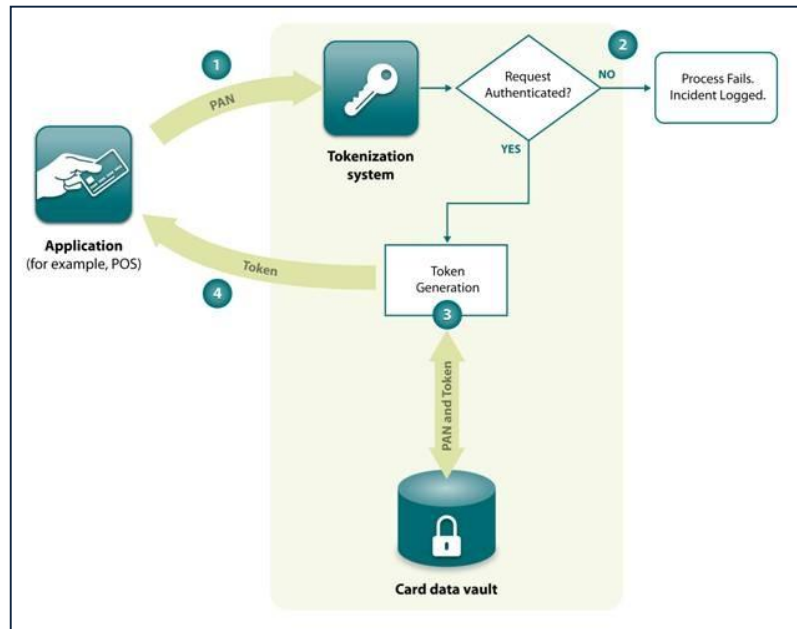 1
PAN
Application
(for example, POS)
Tokenization
system
Request
Authenticated?
NO
2
Process Fails.
Incident Logged.
YES
Token
Generation
3
Token
4
PAN and Token
Card data vault